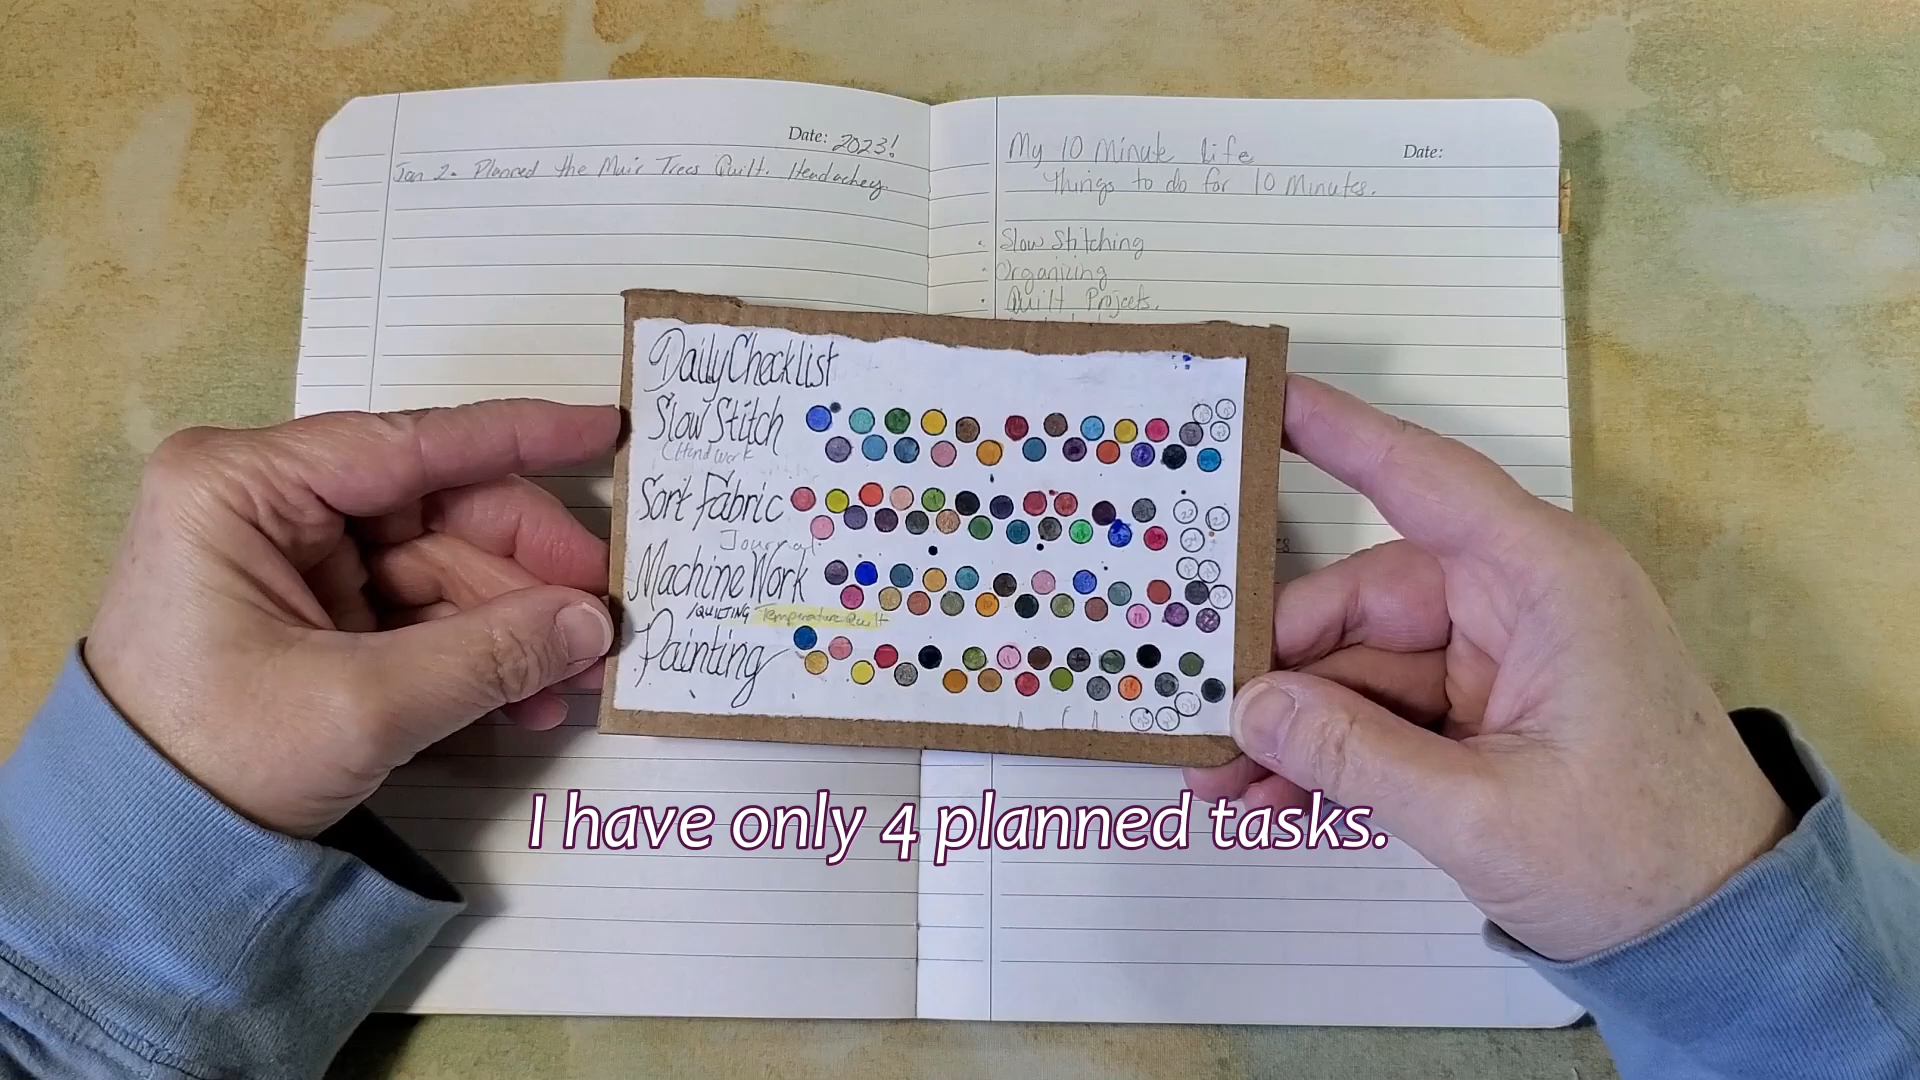 Date: 2023!
Jan 2. Planned the Muir Trees Quilt. Headachey.
My 10 Minute Life
Date:
Things to do for 10 Minutes.
Slow Stitching
Organizing
Quilt Projects.
Daily Checklist
Slow Stitch
(Hand work
Sort Fabric
Journal
Machine Work
/QUILTING Temperature Quilt
Painting
I have only 4 planned tasks.